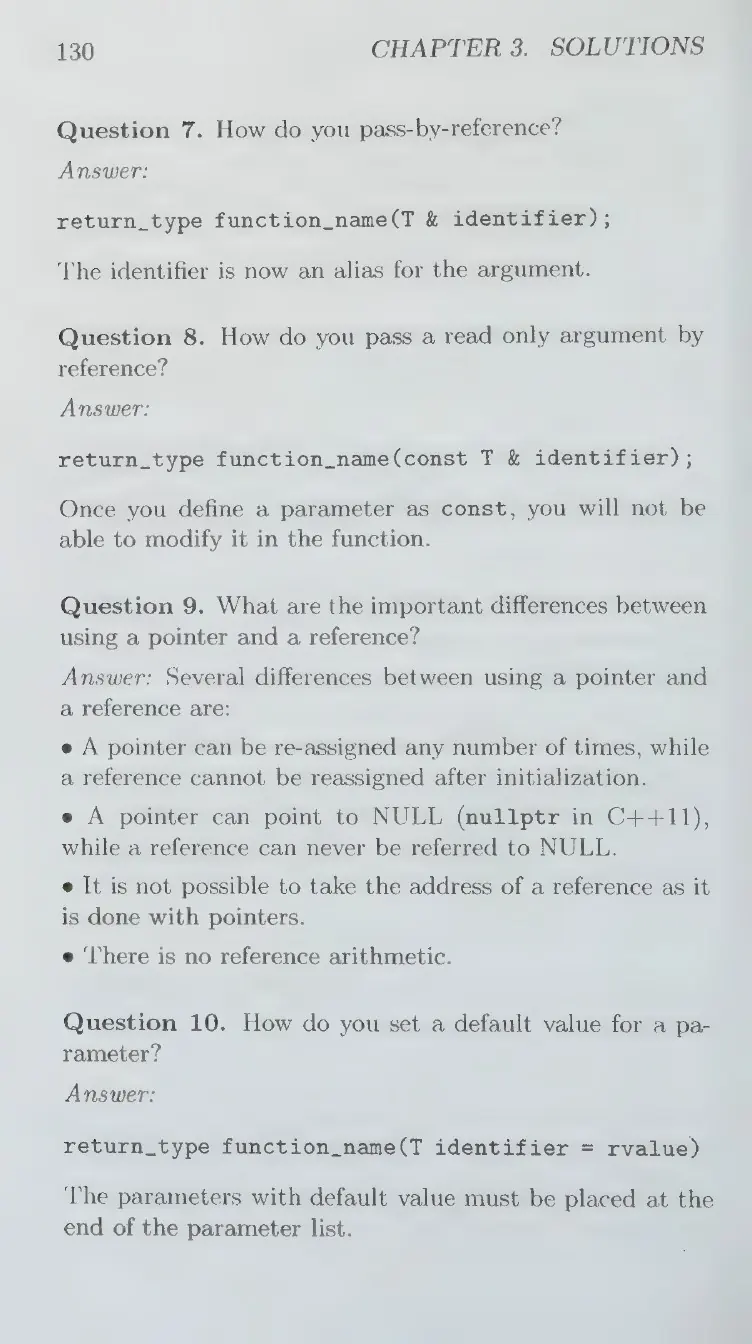 130 CHAPTER 3. SOLUTIONS
Question 7. How do you pass-by-reference?
Answer:
return_type function_name(T & identifier);
The identifier is now an alias for the argument.
Question 8. How do you pass a read only argument by
reference?
Answer:
return_type function_name(const T & identifier);
Once you define a parameter as const, you will not be
able to modify it in the function.
Question 9. What are the important differences between
using a pointer and a reference?
Answer: Several differences between using a pointer and
a reference are:
• A pointer can be re-assigned any number of times, while
a reference cannot be reassigned after initialization.
• A pointer can point to NULL (nullptr in C++11),
while a reference can never be referred to NULL.
• It is not possible to take the address of a reference as it
is done with pointers.
• There is no reference arithmetic.
Question 10. How do you set a default value for a pa-
rameter?
Answer:
return_type function_name(T identifier = rvalue)
The parameters with default value must be placed at the
end of the parameter list.